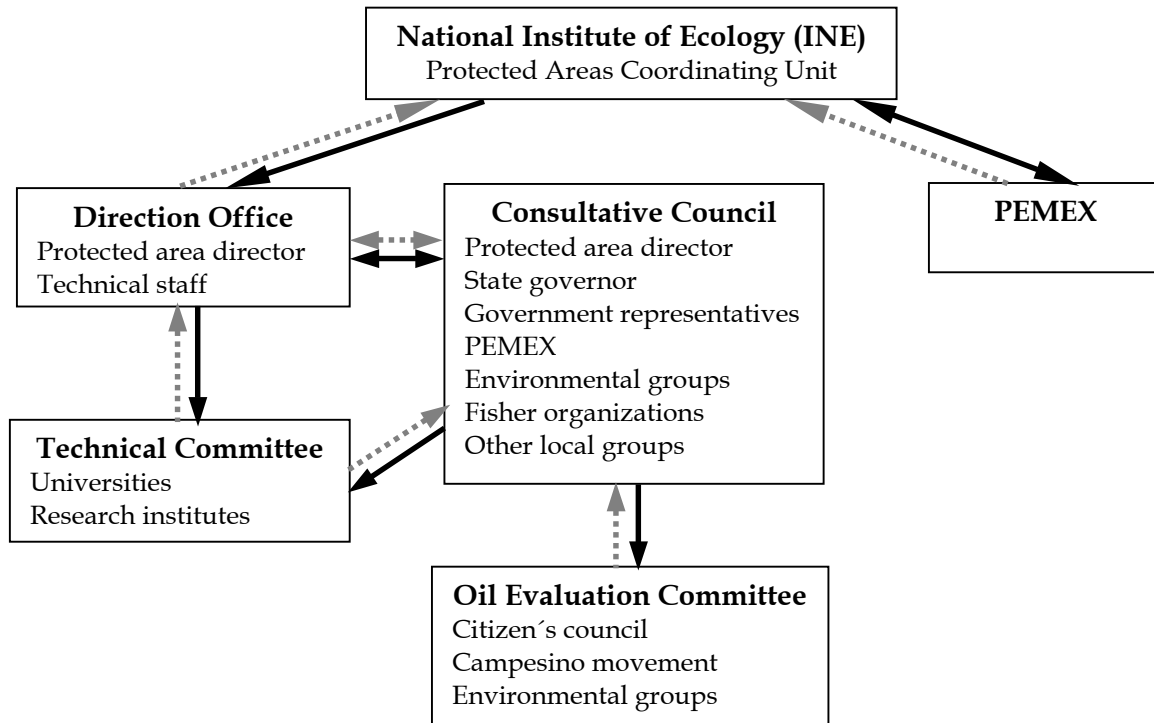 National Institute of Ecology (INE)
Protected Areas Coordinating Unit
Direction Office
Protected area director
Technical staff
Consultative Council
Protected area director
State governor
Government representatives
PEMEX
Environmental groups
Fisher organizations
Other local groups
PEMEX
Technical Committee
Universities
Research institutes
Oil Evaluation Committee
Citizen´s council
Campesino movement
Environmental groups